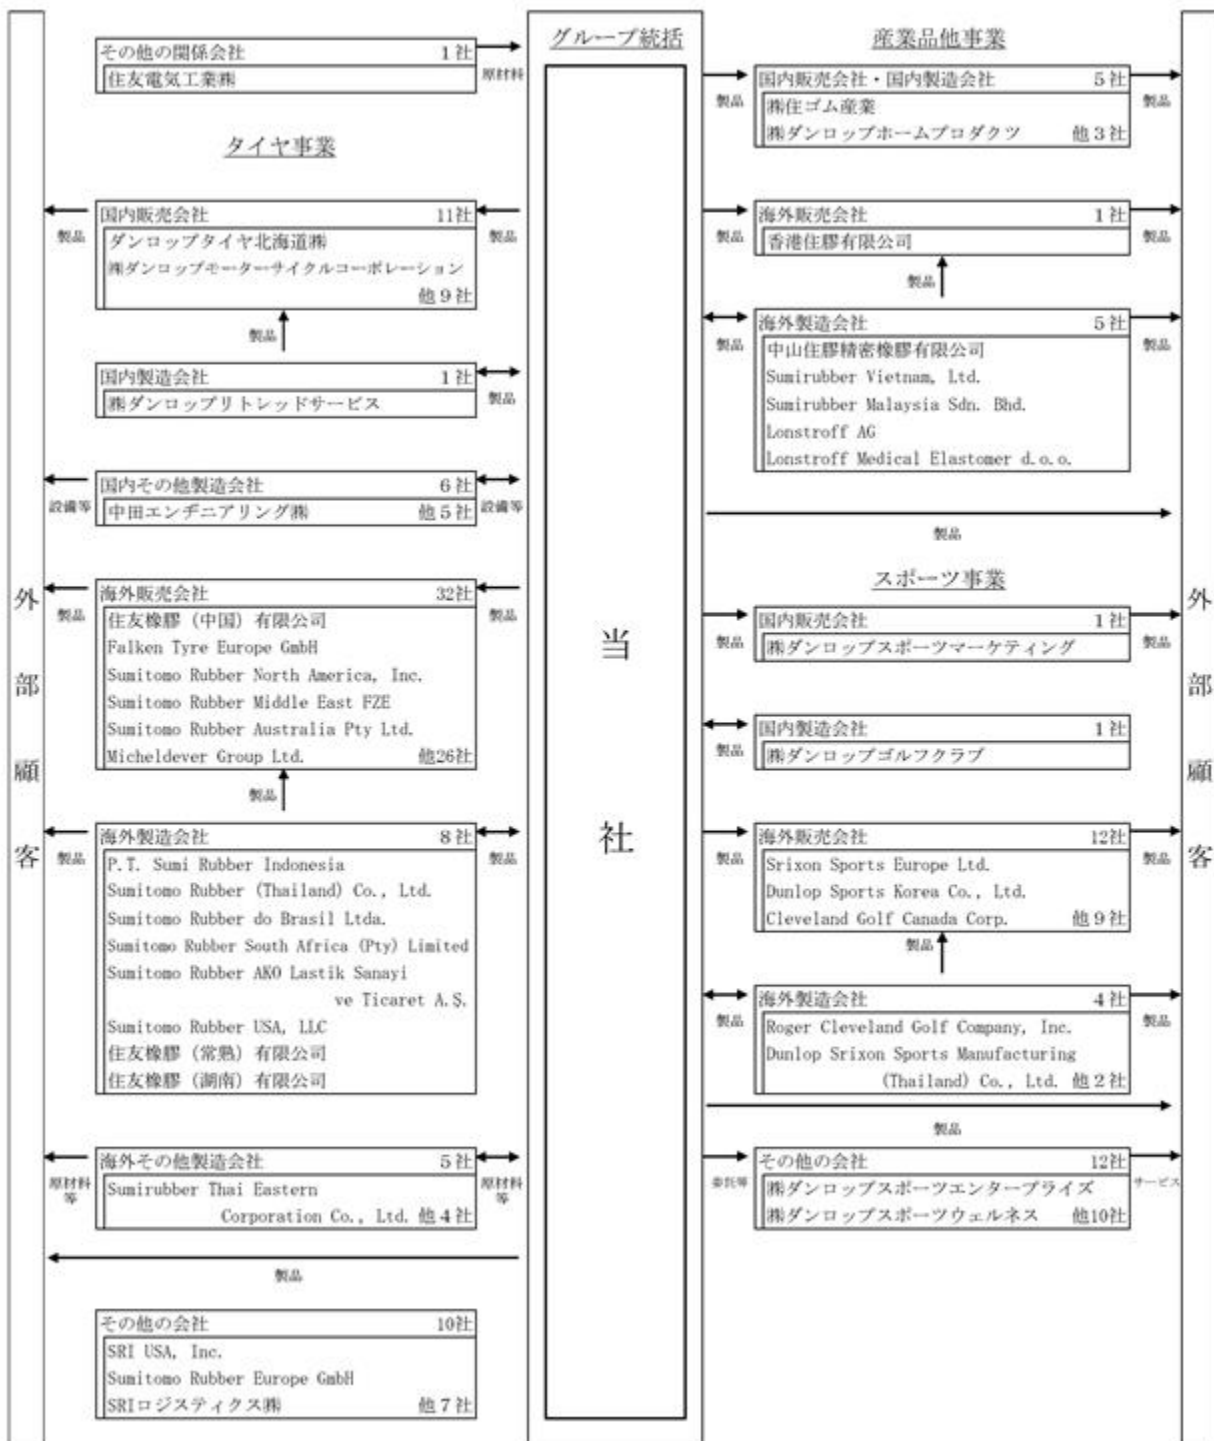 外部顧客
その他の関係会社 1社
住友電気工業㈱
原材料
タイヤ事業
国内販売会社 11社
ダンロップタイヤ北海道㈱
㈱ダンロップモーターサイクルコーポレーション
他9社
製品
製品
製品
国内製造会社 1社
㈱ダンロップリトレッドサービス
製品
国内その他製造会社 6社
中田エンヂニアリング㈱ 他5社
設備等
設備等
海外販売会社 32社
住友橡膠（中国）有限公司
Falken Tyre Europe GmbH
Sumitomo Rubber North America, Inc.
Sumitomo Rubber Middle East FZE
Sumitomo Rubber Australia Pty Ltd.
Micheldever Group Ltd. 他26社
製品
製品
製品
海外製造会社 8社
P.T. Sumi Rubber Indonesia
Sumitomo Rubber (Thailand) Co., Ltd.
Sumitomo Rubber do Brasil Ltda.
Sumitomo Rubber South Africa (Pty) Limited
Sumitomo Rubber AKO Lastik Sanayi
ve Ticaret A.Ş.
Sumitomo Rubber USA, LLC
住友橡膠（常熟）有限公司
住友橡膠（湖南）有限公司
製品
製品
海外その他製造会社 5社
Sumirubber Thai Eastern
Corporation Co., Ltd. 他4社
原材料
等
原材料
等
製品
その他の会社 10社
SRI USA, Inc.
Sumitomo Rubber Europe GmbH
SRIロジスティクス㈱ 他7社
グループ統括
当社
産業品他事業
国内販売会社・国内製造会社 5社
㈱住ゴム産業
㈱ダンロップホームプロダクツ 他3社
製品
製品
海外販売会社 1社
香港住膠有限公司
製品
製品
製品
海外製造会社 5社
中山住膠精密橡膠有限公司
Sumirubber Vietnam, Ltd.
Sumirubber Malaysia Sdn. Bhd.
Lonstroff AG
Lonstroff Medical Elastomer d.o.o.
製品
製品
製品
スポーツ事業
国内販売会社 1社
㈱ダンロップスポーツマーケティング
製品
製品
国内製造会社 1社
㈱ダンロップゴルフクラブ
製品
海外販売会社 12社
Srixon Sports Europe Ltd.
Dunlop Sports Korea Co., Ltd.
Cleveland Golf Canada Corp. 他9社
製品
製品
製品
海外製造会社 4社
Roger Cleveland Golf Company, Inc.
Dunlop Srixon Sports Manufacturing
(Thailand) Co., Ltd. 他2社
製品
製品
製品
その他の会社 12社
㈱ダンロップスポーツエンタープライズ
㈱ダンロップスポーツウェルネス 他10社
委託等
サービス
外部顧客